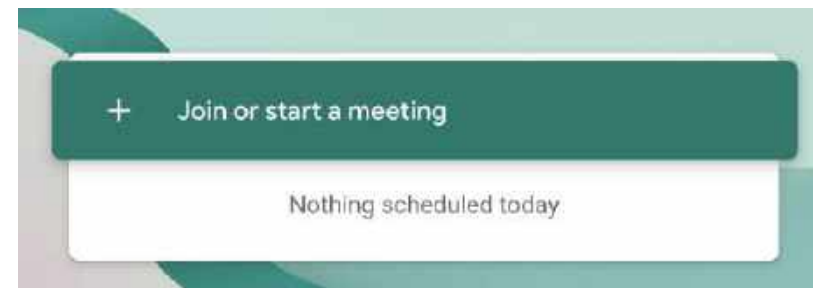 + Join or start a meeting
Nothing scheduled today